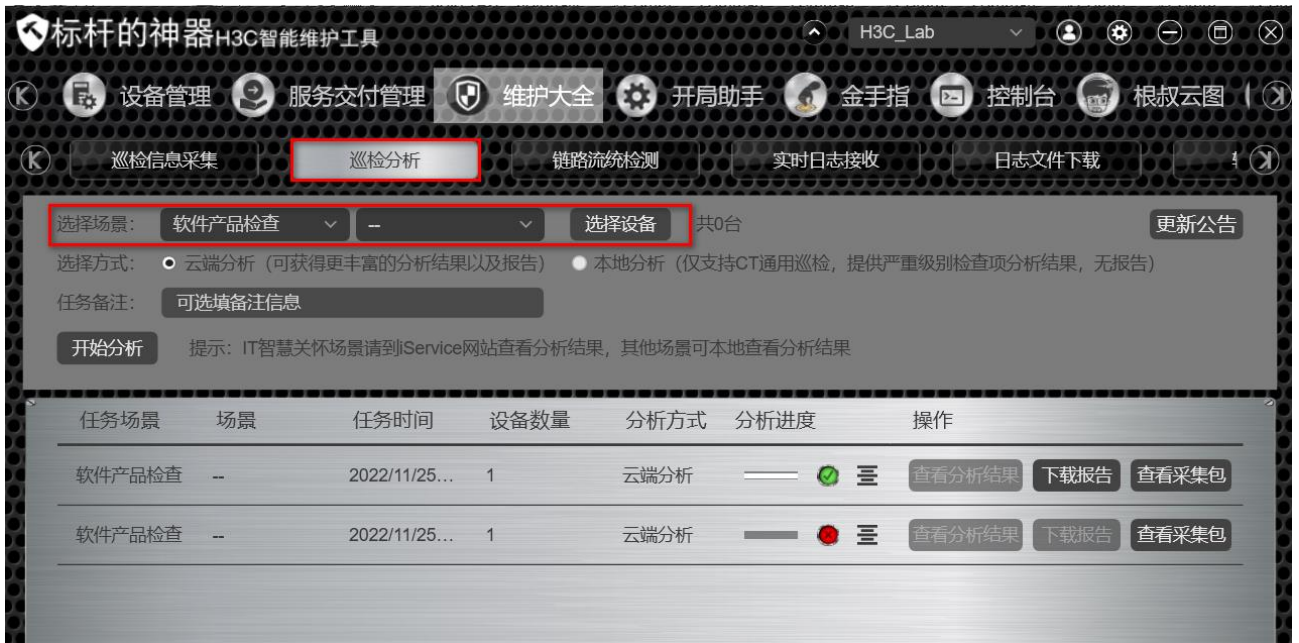 标杆的神器H3C智能维护工具 H3C_Lab
设备管理 服务交付管理 维护大全 开局助手 金手指 控制台 根叔云图
巡检信息采集 巡检分析 链路流统检测 实时日志接收 日志文件下载
选择场景： 软件产品检查 -- 选择设备 共0台 更新公告
选择方式： 云端分析（可获得更丰富的分析结果以及报告） 本地分析（仅支持CT通用巡检，提供严重级别检查项分析结果，无报告）
任务备注： 可选填备注信息
开始分析 提示：IT智慧关怀场景请到iService网站查看分析结果，其他场景可本地查看分析结果
任务场景 场景 任务时间 设备数量 分析方式 分析进度 操作
软件产品检查 -- 2022/11/25... 1 云端分析 查看分析结果 下载报告 查看采集包
软件产品检查 -- 2022/11/25... 1 云端分析 查看分析结果 下载报告 查看采集包